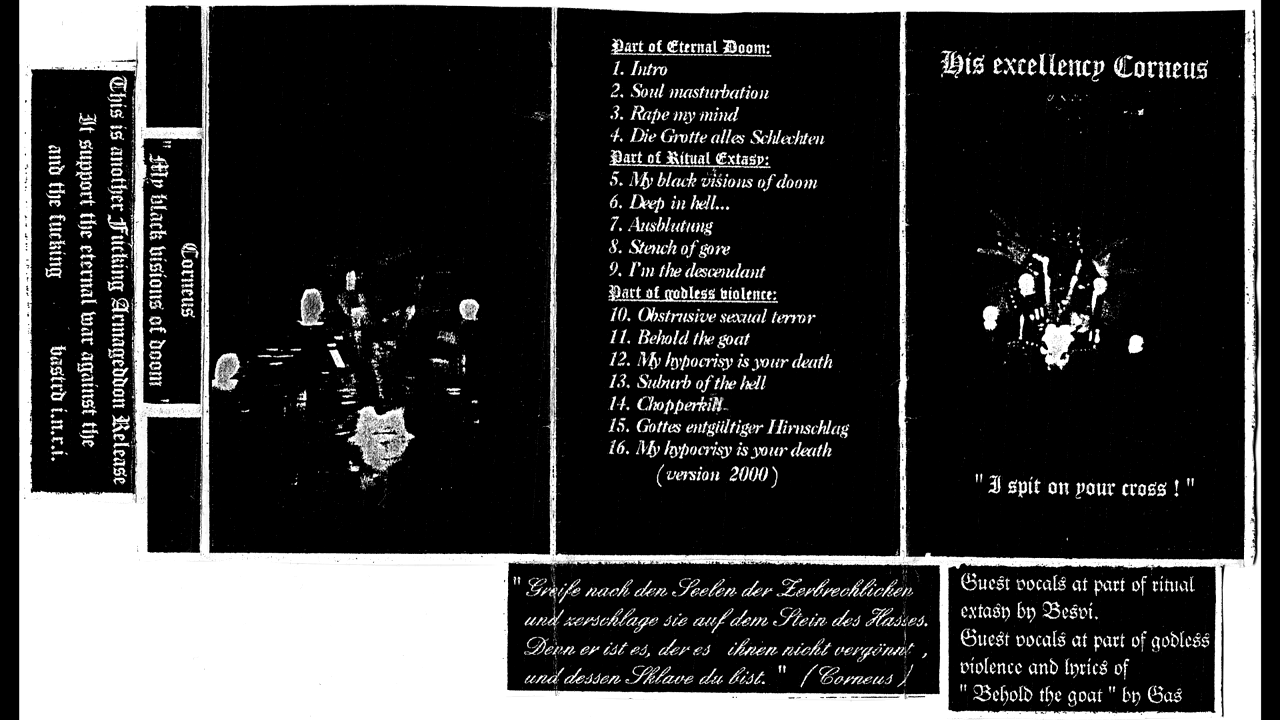 This is another Fucking Armageddon Release
It support the eternal war against the
and the fucking bastrd i.n.r.i.
Corneus
" My black visions of doom "
Part of Eternal Doom:
1. Intro
2. Soul masturbation
3. Rape my mind
4. Die Grotte alles Schlechten
Part of Ritual Extasy:
5. My black visions of doom
6. Deep in hell...
7. Ausblutung
8. Stench of gore
9. I'm the descendant
Part of godless violence:
10. Obstrusive sexual terror
11. Behold the goat
12. My hypocrisy is your death
13. Suburb of the hell
14. Chopperkill
15. Gottes entgültiger Hirnschlag
16. My hypocrisy is your death
(version 2000)
His excellency Corneus
" I spit on your cross ! "
" Greife nach den Seelen der Zerbrechlichen
und zerschlage sie auf dem Stein des Hasses.
Denn er ist es, der es ihnen nicht vergönnt ,
und dessen Sklave du bist. " ( Corneus )
Guest vocals at part of ritual
extasy by Besvi.
Guest vocals at part of godless
violence and lyrics of
" Behold the goat " by Gas